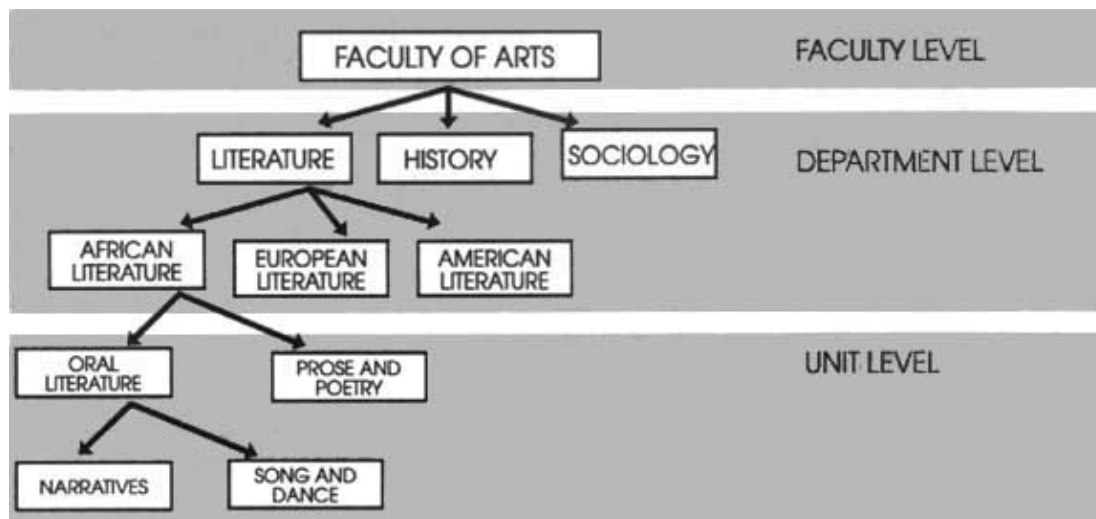 FACULTY OF ARTS
FACULTY LEVEL
LITERATURE
HISTORY
SOCIOLOGY
DEPARTMENT LEVEL
AFRICAN
LITERATURE
EUROPEAN
LITERATURE
AMERICAN
LITERATURE
ORAL
LITERATURE
PROSE AND
POETRY
UNIT LEVEL
NARRATIVES
SONG AND
DANCE